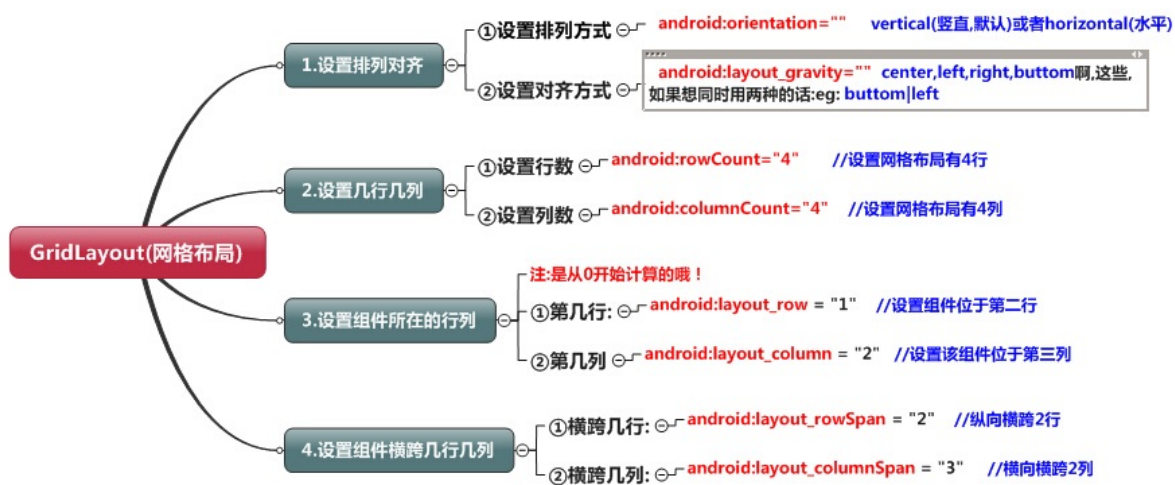 GridLayout(网格布局)
1.设置排列对齐
①设置排列方式 android:orientation="" vertical(竖直,默认)或者horizontal(水平)
②设置对齐方式 android:layout_gravity="" center,left,right,buttom啊,这些,
如果想同时用两种的话:eg: buttom|left
2.设置几行几列
①设置行数 android:rowCount="4" //设置网格布局有4行
②设置列数 android:columnCount="4" //设置网格布局有4列
3.设置组件所在的行列
注:是从0开始计算的哦！
①第几行: android:layout_row = "1" //设置组件位于第二行
②第几列 android:layout_column = "2" //设置该组件位于第三列
4.设置组件横跨几行几列
①横跨几行: android:layout_rowSpan = "2" //纵向横跨2行
②横跨几列: android:layout_columnSpan = "3" //横向横跨2列